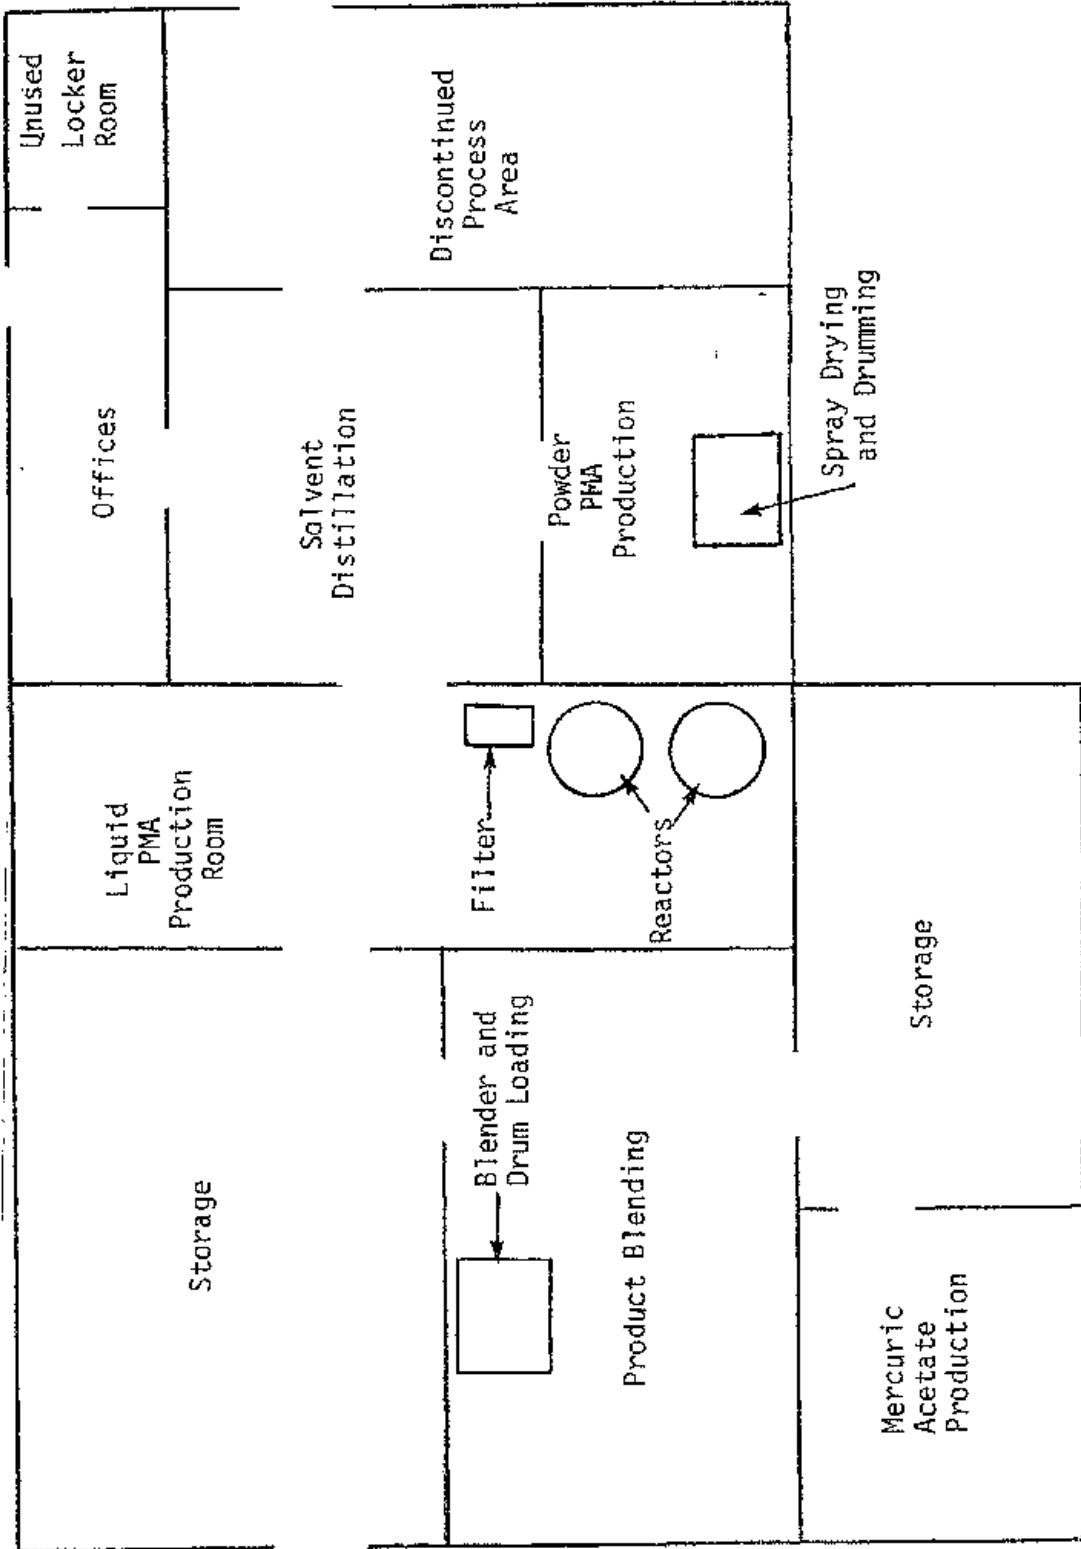 Storage
Liquid
PMA
Production
Room
Offices
Unused
Locker
Room
Solvent
Distillation
Discontinued
Process
Area
Blender and
Drum Loading
Filter
Powder
PMA
Production
Product Blending
Reactors
Spray Drying
and Drumming
Mercuric
Acetate
Production
Storage